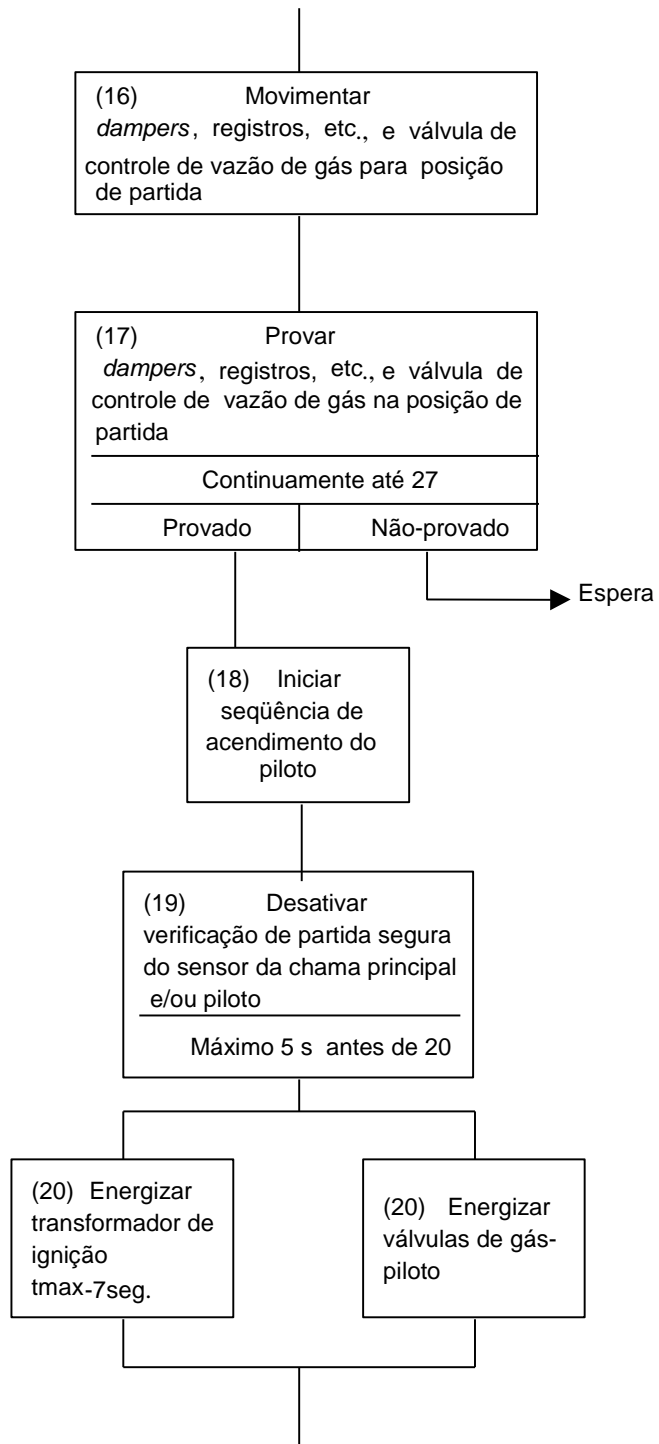 (16) Movimentar
dampers, registros, etc., e válvula de
controle de vazão de gás para posição
de partida
(17) Provar
dampers, registros, etc., e válvula de
controle de vazão de gás na posição de
partida
Continuamente até 27
Provado Não-provado
Espera
(18) Iniciar
seqüência de
acendimento do
piloto
(19) Desativar
verificação de partida segura
do sensor da chama principal
e/ou piloto
Máximo 5 s antes de 20
(20) Energizar
transformador de
ignição
tmax-7seg.
(20) Energizar
válvulas de gás-
piloto